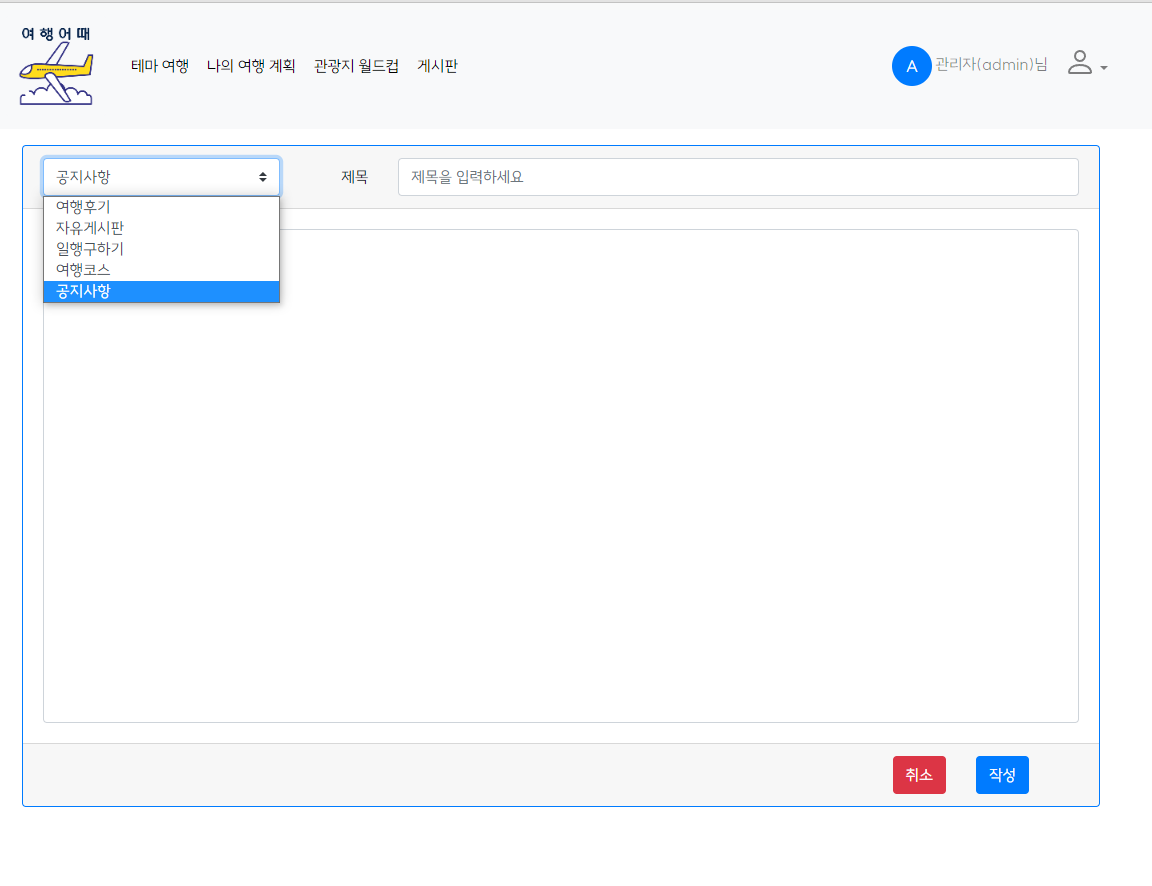 여행어때
테마 여행 나의 여행 계획 관광지 월드컵 게시판
A 관리자(admin)님
공지사항 제목 제목을 입력하세요
여행후기
자유게시판
일행구하기
여행코스
공지사항
취소 작성